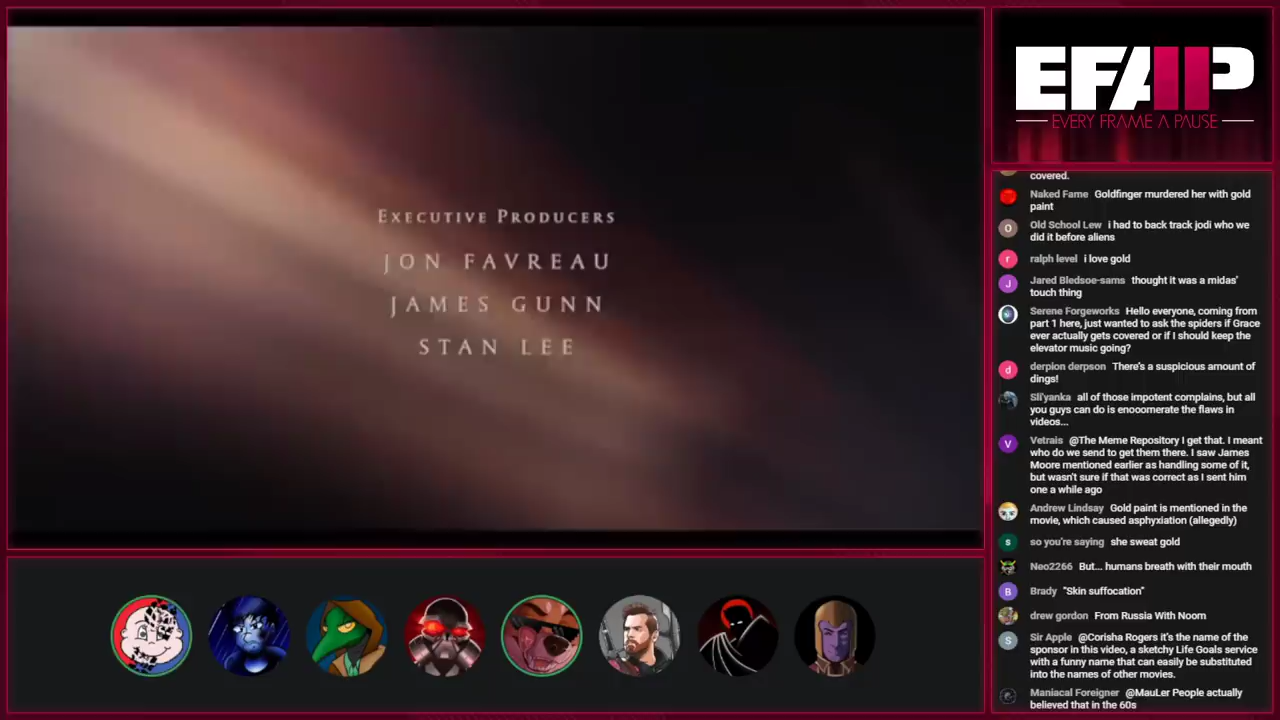 EXECUTIVE PRODUCERS
JON FAVREAU
JAMES GUNN
STAN LEE
EFAP
EVERY FRAME A PAUSE
covered.
Naked Fame Goldfinger murdered her with gold
paint
Old School Lew i had to back track jodi who we
did it before aliens
ralph level i love gold
Jared Bledsoe-sams thought it was a midas'
touch thing
Serene Forgeworks Hello everyone, coming from
part 1 here, just wanted to ask the spiders if Grace
ever actually gets covered or if I should keep the
elevator music going?
derpion derpson There's a suspicious amount of
dings!
Sli'yanka all of those impotent complains, but all
you guys can do is enooomerate the flaws in
videos...
Vetrais @The Meme Repository I get that. I meant
who do we send to get them there. I saw James
Moore mentioned earlier as handling some of it,
but wasn't sure if that was correct as I sent him
one a while ago
Andrew Lindsay Gold paint is mentioned in the
movie, which caused asphyxiation (allegedly)
so you're saying she sweat gold
Neo2266 But... humans breath with their mouth
Brady "Skin suffocation"
drew gordon From Russia With Noom
Sir Apple @Corisha Rogers it's the name of the
sponsor in this video, a sketchy Life Goals service
with a funny name that can easily be substituted
into the names of other movies.
Maniacal Foreigner @MauLer People actually
believed that in the 60s